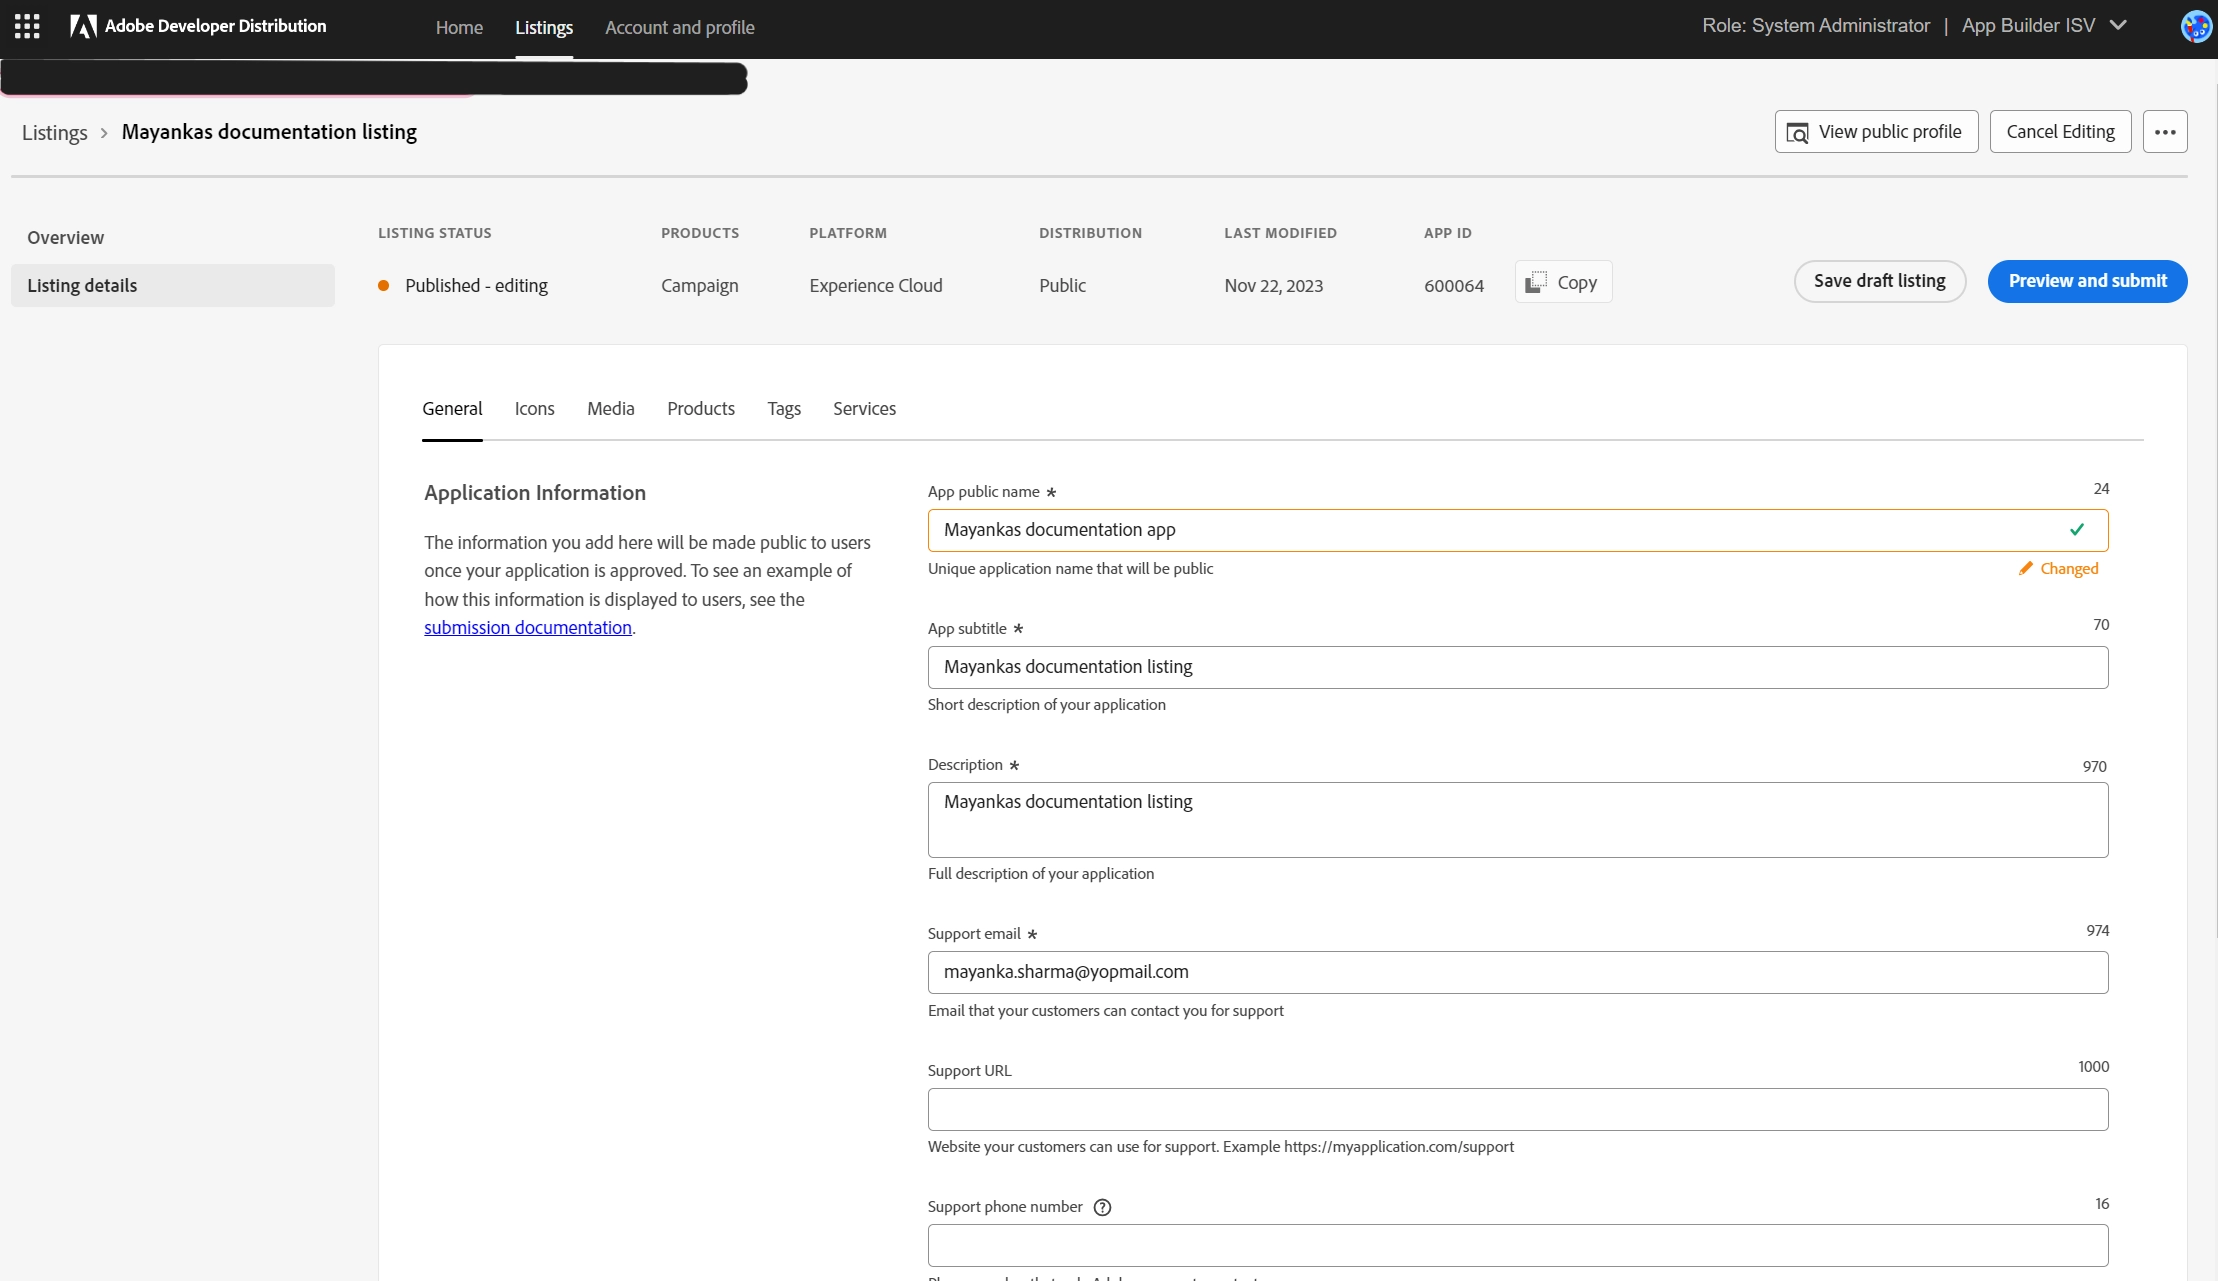 Adobe Developer Distribution
Home
Listings
Account and profile
Role: System Administrator | App Builder ISV
Listings > Mayankas documentation listing
View public profile
Cancel Editing
Overview
Listing details
LISTING STATUS
PRODUCTS
PLATFORM
DISTRIBUTION
LAST MODIFIED
APP ID
Published - editing
Campaign
Experience Cloud
Public
Nov 22, 2023
600064
Copy
Save draft listing
Preview and submit
General
Icons
Media
Products
Tags
Services
Application Information
The information you add here will be made public to users
once your application is approved. To see an example of
how this information is displayed to users, see the
submission documentation.
App public name *
24
Mayankas documentation app
Unique application name that will be public
Changed
App subtitle *
70
Mayankas documentation listing
Short description of your application
Description *
970
Mayankas documentation listing
Full description of your application
Support email *
974
mayanka.sharma@yopmail.com
Email that your customers can contact you for support
Support URL
1000
Website your customers can use for support. Example https://myapplication.com/support
Support phone number ?
16